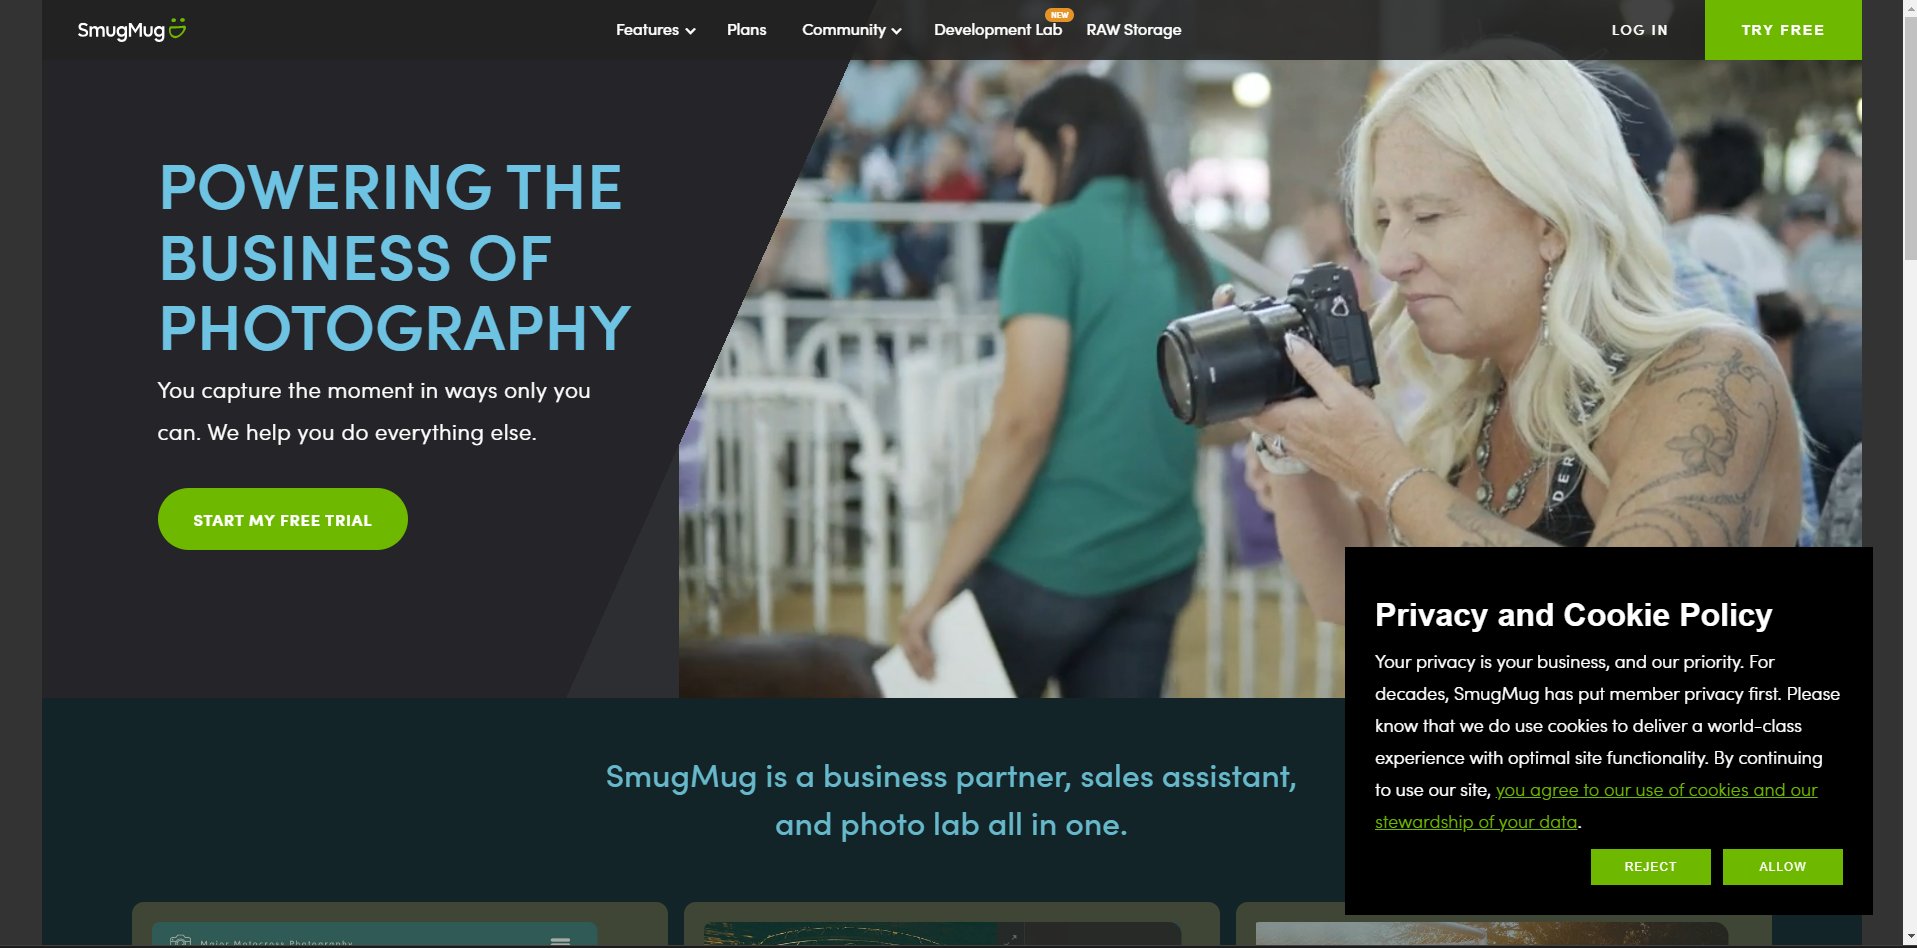 SmugMug
Features
Plans
Community
Development Lab
NEW
RAW Storage
LOG IN
TRY FREE
POWERING THE
BUSINESS OF
PHOTOGRAPHY
You capture the moment in ways only you
can. We help you do everything else.
START MY FREE TRIAL
DER
SmugMug is a business partner, sales assistant,
and photo lab all in one.
Major Motocross Photography
Privacy and Cookie Policy
Your privacy is your business, and our priority. For
decades, SmugMug has put member privacy first. Please
know that we do use cookies to deliver a world-class
experience with optimal site functionality. By continuing
to use our site, you agree to our use of cookies and our
stewardship of your data.
REJECT
ALLOW